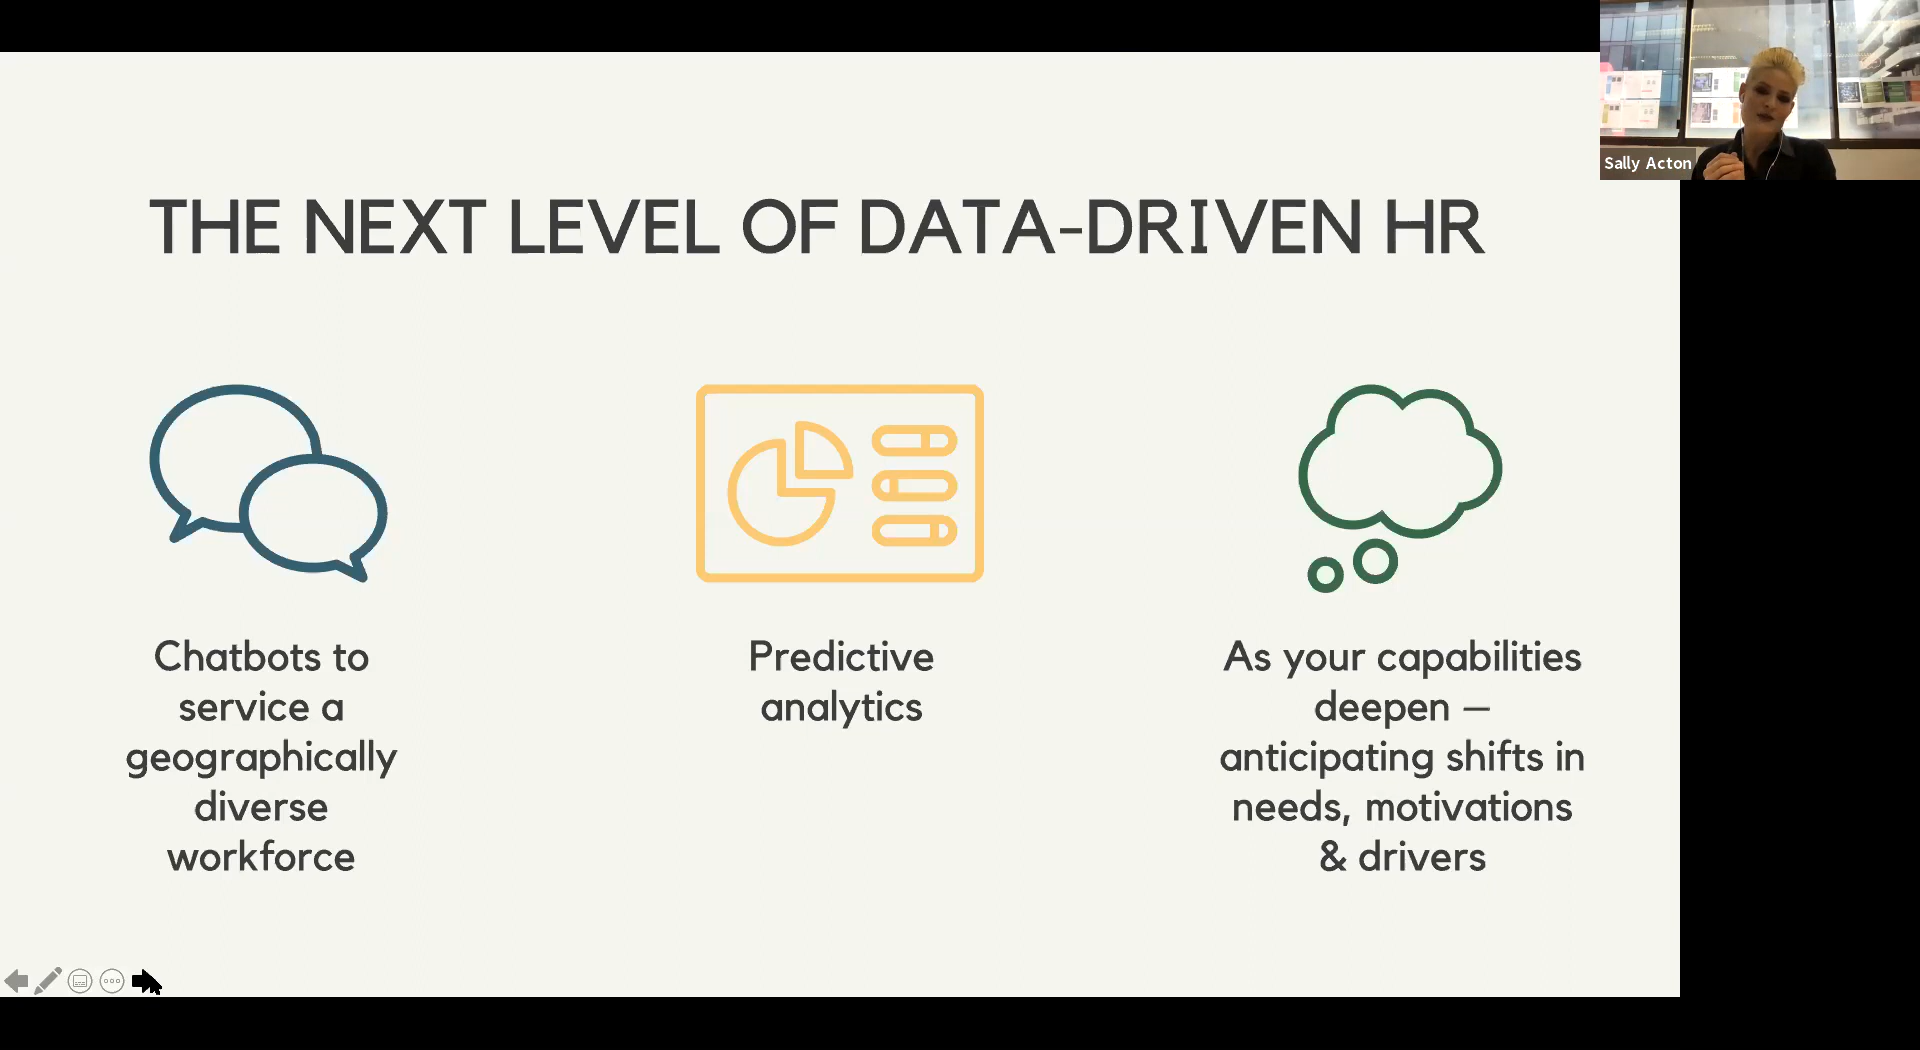 Sally Acton
THE NEXT LEVEL OF DATA-DRIVEN HR
Chatbots to
service a
geographically
diverse
workforce
Predictive
analytics
As your capabilities
deepen —
anticipating shifts in
needs, motivations
& drivers